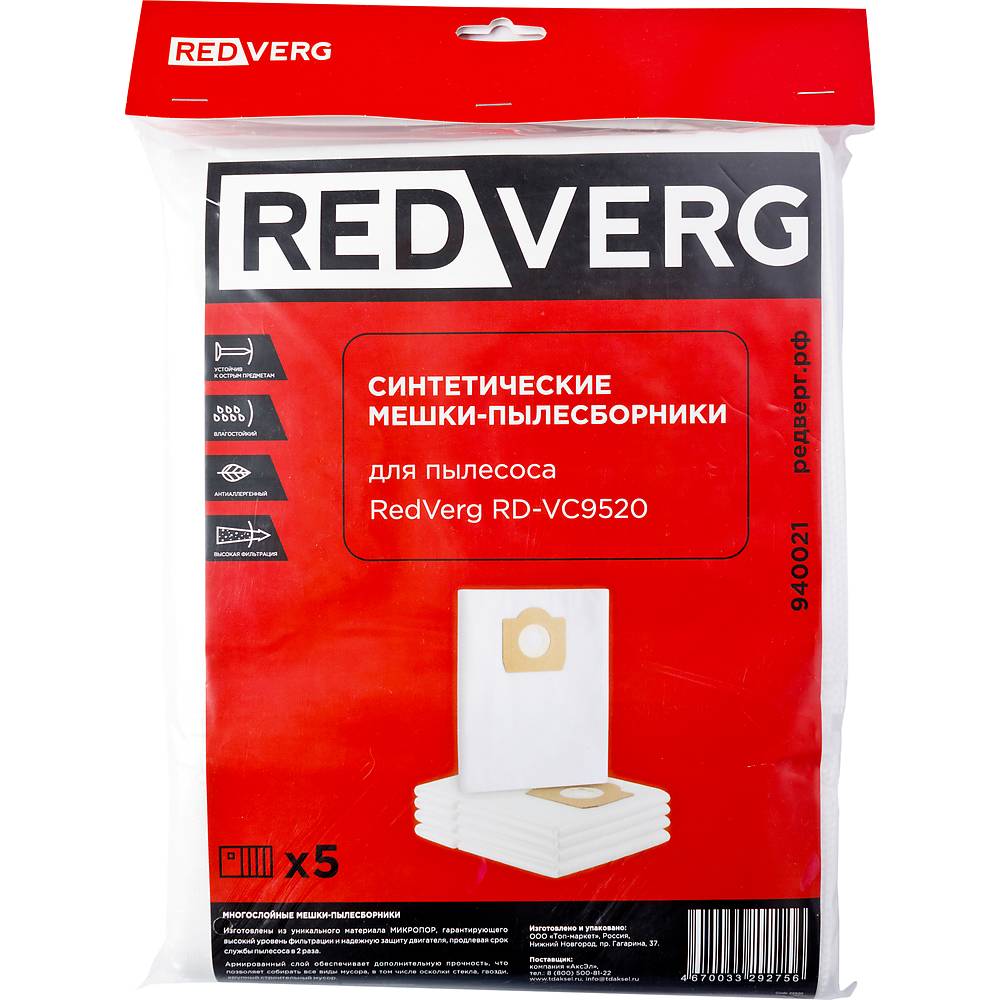 REDVERG
REDVERG
УСТОЙЧИВ
К ОСТРЫМ ПРЕДМЕТАМ
ВЛАГОСТОЙКИЙ
АНТИАЛЛЕРГЕННЫЙ
ВЫСОКАЯ ФИЛЬТРАЦИЯ
СИНТЕТИЧЕСКИЕ
МЕШКИ-ПЫЛЕСБОРНИКИ
для пылесоса
RedVerg RD-VC9520
940021 редверг.рф
x5
МНОГОСЛОЙНЫЕ МЕШКИ-ПЫЛЕСБОРНИКИ
Изготовлены из уникального материала МИКРОПОР, гарантирующего
высокий уровень фильтрации и надежную защиту двигателя, продлевая срок
службы пылесоса в 2 раза.
Армированный слой обеспечивает дополнительную прочность, что
позволяет собирать все виды мусора, в том числе осколки стекла, гвозди,
крупный строительный мусор.
Изготовлено и упаковано:
ООО «Топ-маркет», Россия,
Нижний Новгород, пр. Гагарина, 37.
Поставщик:
компания «АксЭл»,
тел.: 8 (800) 500-81-22
www.tdaksel.ru; info@tdaksel.ru
4 670033 292756